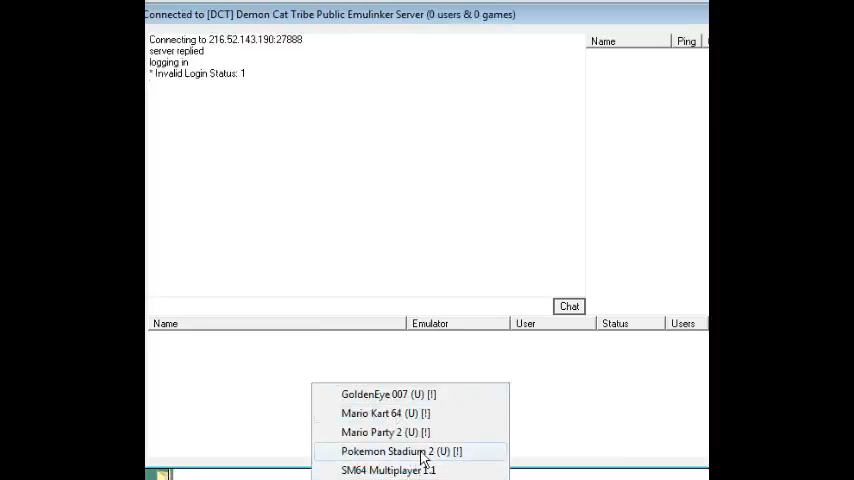 Connected to [DCT] Demon Cat Tribe Public Emulinker Server (0 users & 0 games)
Connecting to 216.52.143.190:27888
server replied
logging in
* Invalid Login Status: 1
Name Ping
Chat
Name Emulator User Status Users
GoldenEye 007 (U) [!]
Mario Kart 64 (U) [!]
Mario Party 2 (U) [!]
Pokemon Stadium 2 (U) [!]
SM64 Multiplayer 1.1